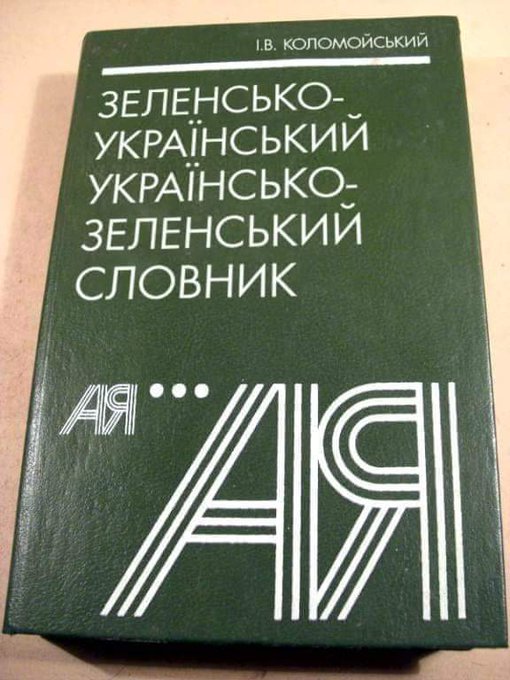 І.В. КОЛОМОЙСЬКИЙ
ЗЕЛЕНСЬКО-
УКРАЇНСЬКИЙ
УКРАЇНСЬКО-
ЗЕЛЕНСЬКИЙ
СЛОВНИК
АЯ...АЯ